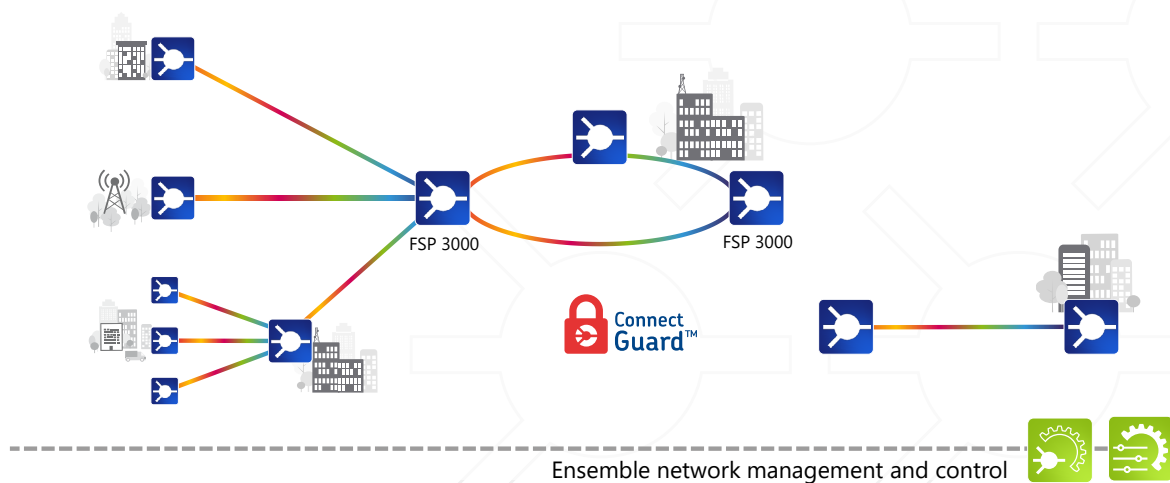 FSP 3000
FSP 3000
Connect
Guard™
Ensemble network management and control